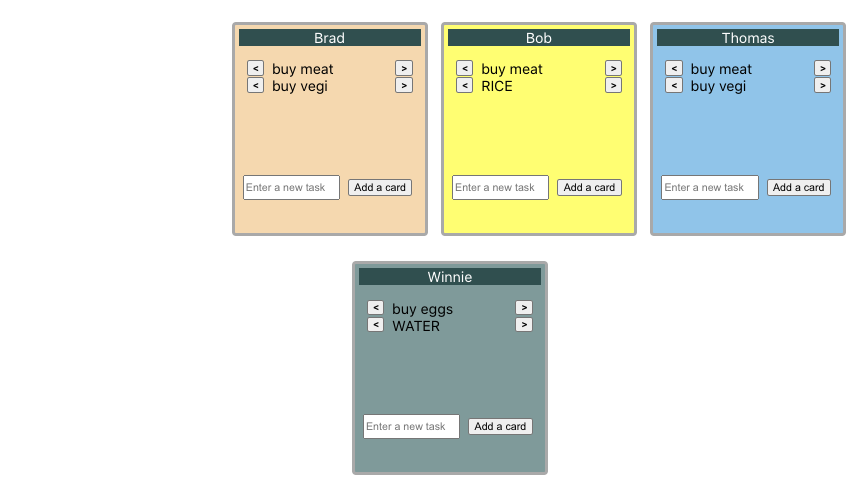 Brad
< buy meat >
< buy vegi >
Enter a new task Add a card
Bob
< buy meat >
< RICE >
Enter a new task Add a card
Thomas
< buy meat >
< buy vegi >
Enter a new task Add a card
Winnie
< buy eggs >
< WATER >
Enter a new task Add a card